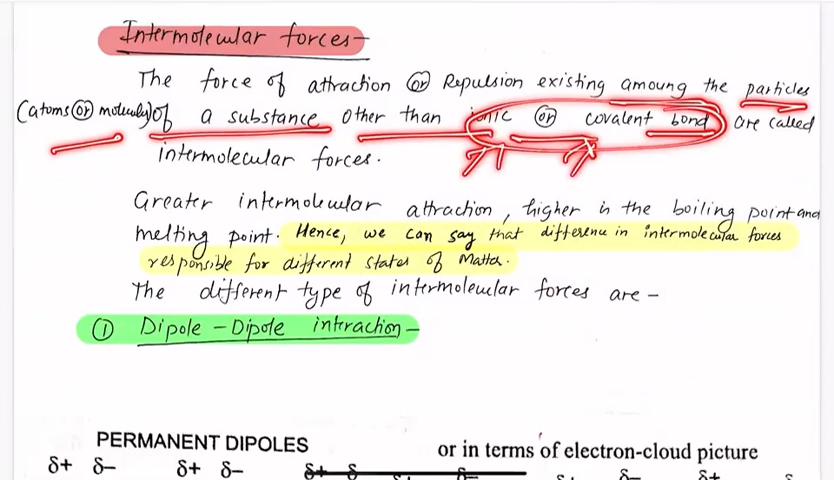 Intermolecular forces-
The force of attraction or Repulsion existing amoung the particles
(atoms or molecules) of a substance other than ionic or covalent bond are called
intermolecular forces.
Greater intermolecular attraction, higher is the boiling point and
melting point. Hence, we can say that difference in intermolecular forces
responsible for different states of Matter.
The different type of intermolecular forces are -
① Dipole - Dipole intraction -
PERMANENT DIPOLES
or in terms of electron-cloud picture
δ+ δ- δ+ δ- δ+ δ- δ- δ+